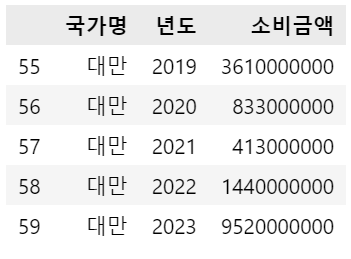 국가명 년도 소비금액
55 대만 2019 3610000000
56 대만 2020 833000000
57 대만 2021 413000000
58 대만 2022 1440000000
59 대만 2023 9520000000